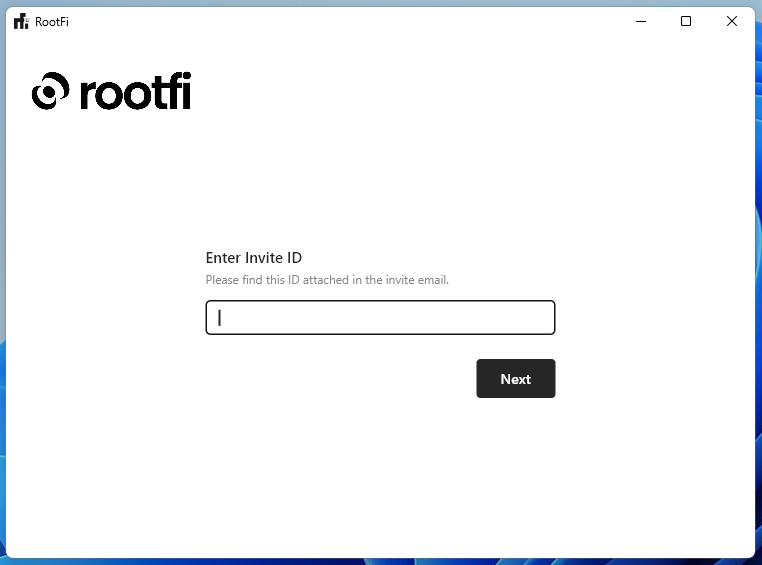 RootFi
rootfi
Enter Invite ID
Please find this ID attached in the invite email.
Next